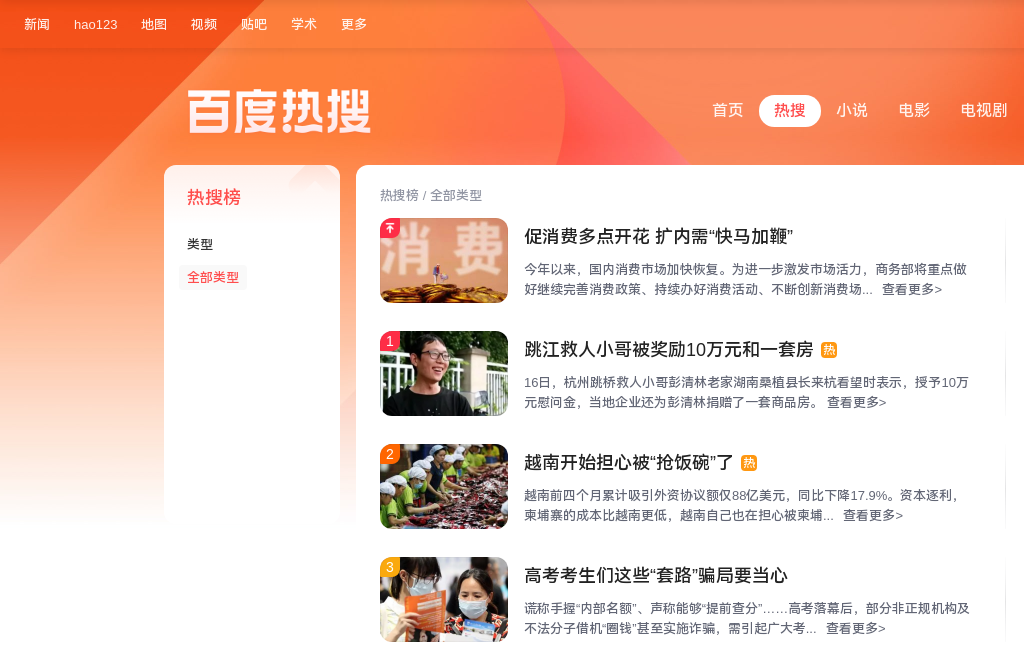 新闻 hao123 地图 视频 贴吧 学术 更多
百度热搜
首页 热搜 小说 电影 电视剧
热搜榜
类型
全部类型
热搜榜 / 全部类型
消费
促消费多点开花 扩内需“快马加鞭”
今年以来，国内消费市场加快恢复。为进一步激发市场活力，商务部将重点做
好继续完善消费政策、持续办好消费活动、不断创新消费场... 查看更多>
1
跳江救人小哥被奖励10万元和一套房 热
16日，杭州跳桥救人小哥彭清林老家湖南桑植县长来杭看望时表示，授予10万
元慰问金，当地企业还为彭清林捐赠了一套商品房。 查看更多>
2
越南开始担心被“抢饭碗”了 热
越南前四个月累计吸引外资协议额仅88亿美元，同比下降17.9%。资本逐利，
柬埔寨的成本比越南更低，越南自己也在担心被柬埔... 查看更多>
3
高考考生们这些“套路”骗局要当心
谎称手握“内部名额”、声称能够“提前查分”……高考落幕后，部分非正规机构及
不法分子借机“圈钱”甚至实施诈骗，需引起广大考... 查看更多>